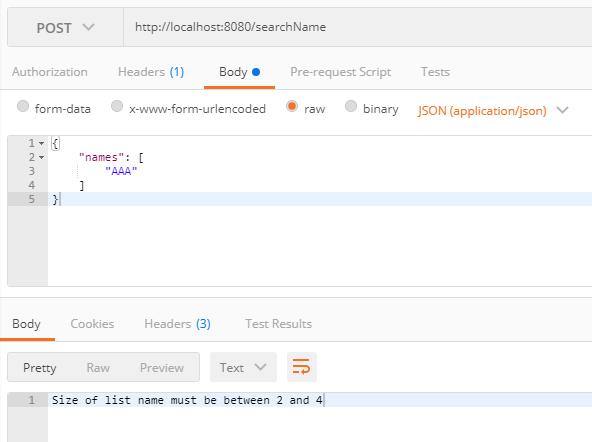 POST http://localhost:8080/searchName
Authorization Headers (1) Body Pre-request Script Tests
form-data x-www-form-urlencoded raw binary JSON (application/json)
1 {
2 "names": [
3 "AAA"
4 ]
5 }
Body Cookies Headers (3) Test Results
Pretty Raw Preview Text
1 Size of list name must be between 2 and 4